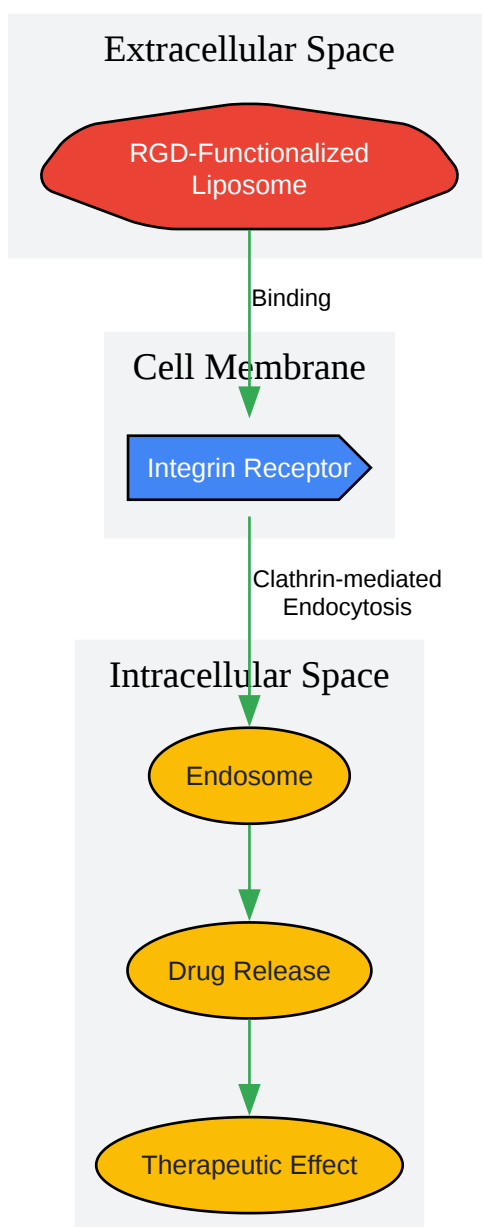 Extracellular Space
RGD-Functionalized
Liposome
Binding
Cell Membrane
Integrin Receptor
Clathrin-mediated
Endocytosis
Intracellular Space
Endosome
Drug Release
Therapeutic Effect